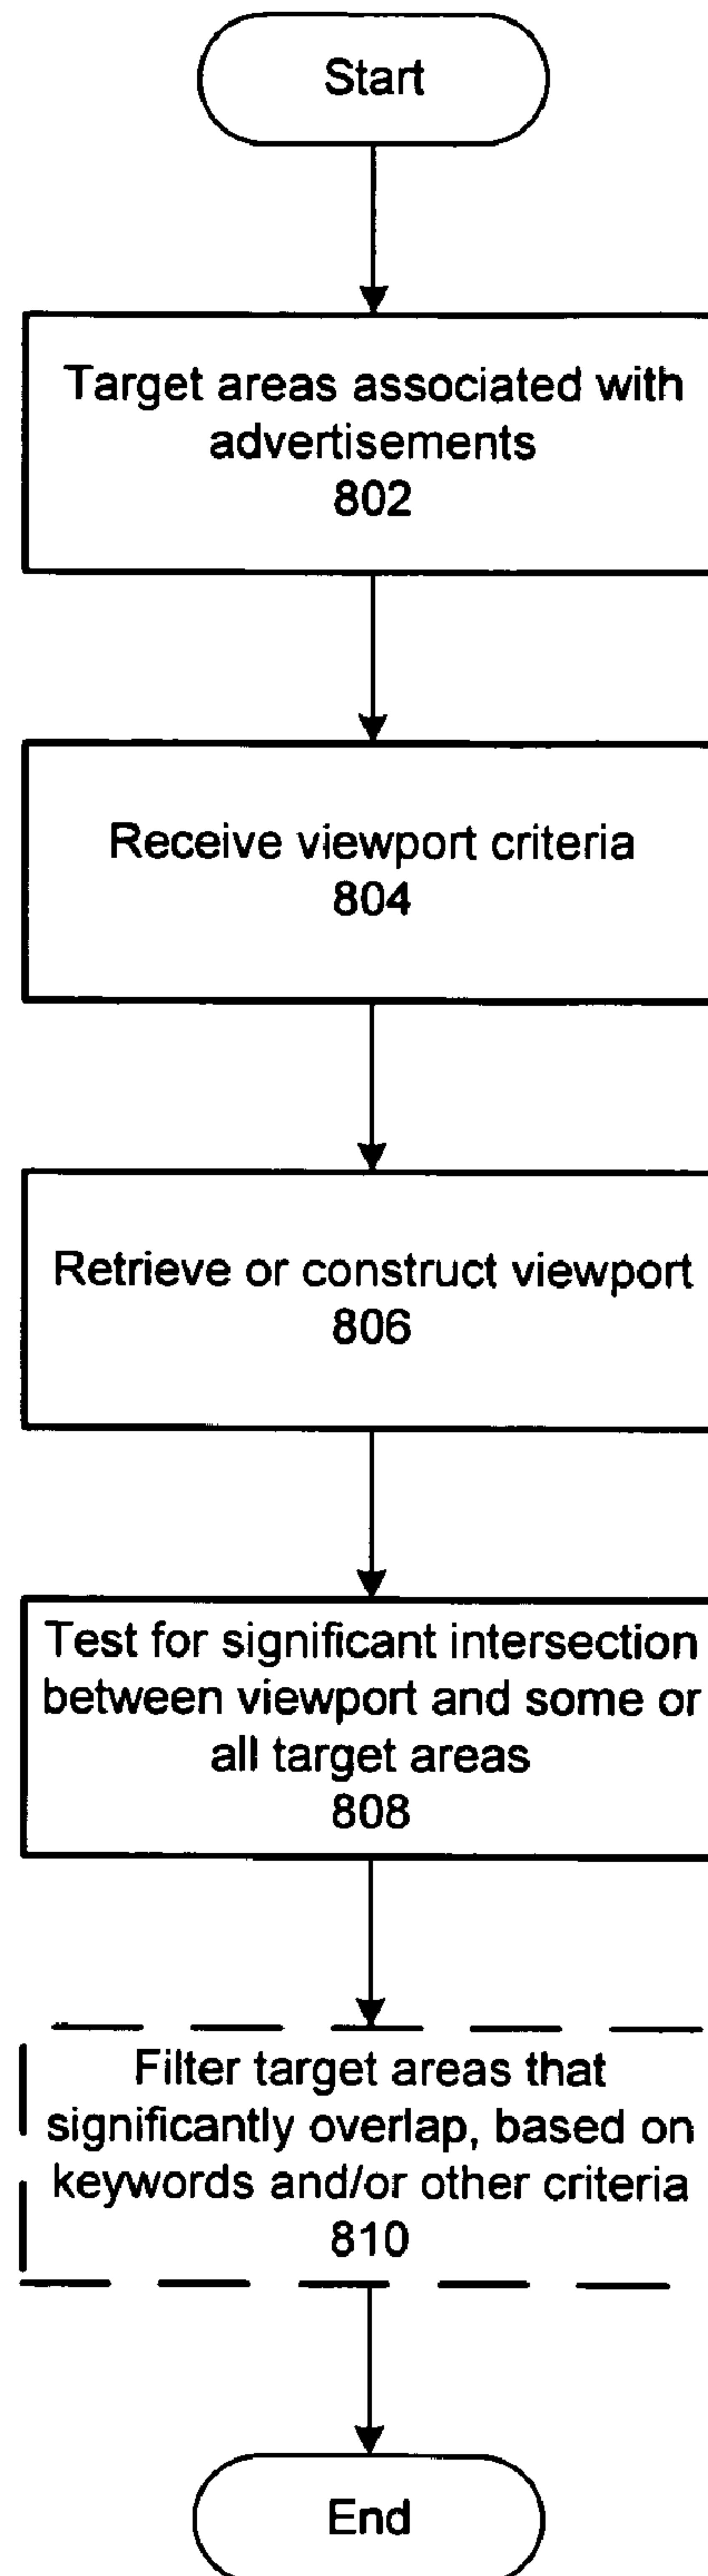 Start
Target areas associated with
advertisements
802
Receive viewport criteria
804
Retrieve or construct viewport
806
Test for significant intersection
between viewport and some or
all target areas
808
Filter target areas that
significantly overlap, based on
keywords and/or other criteria
810
End